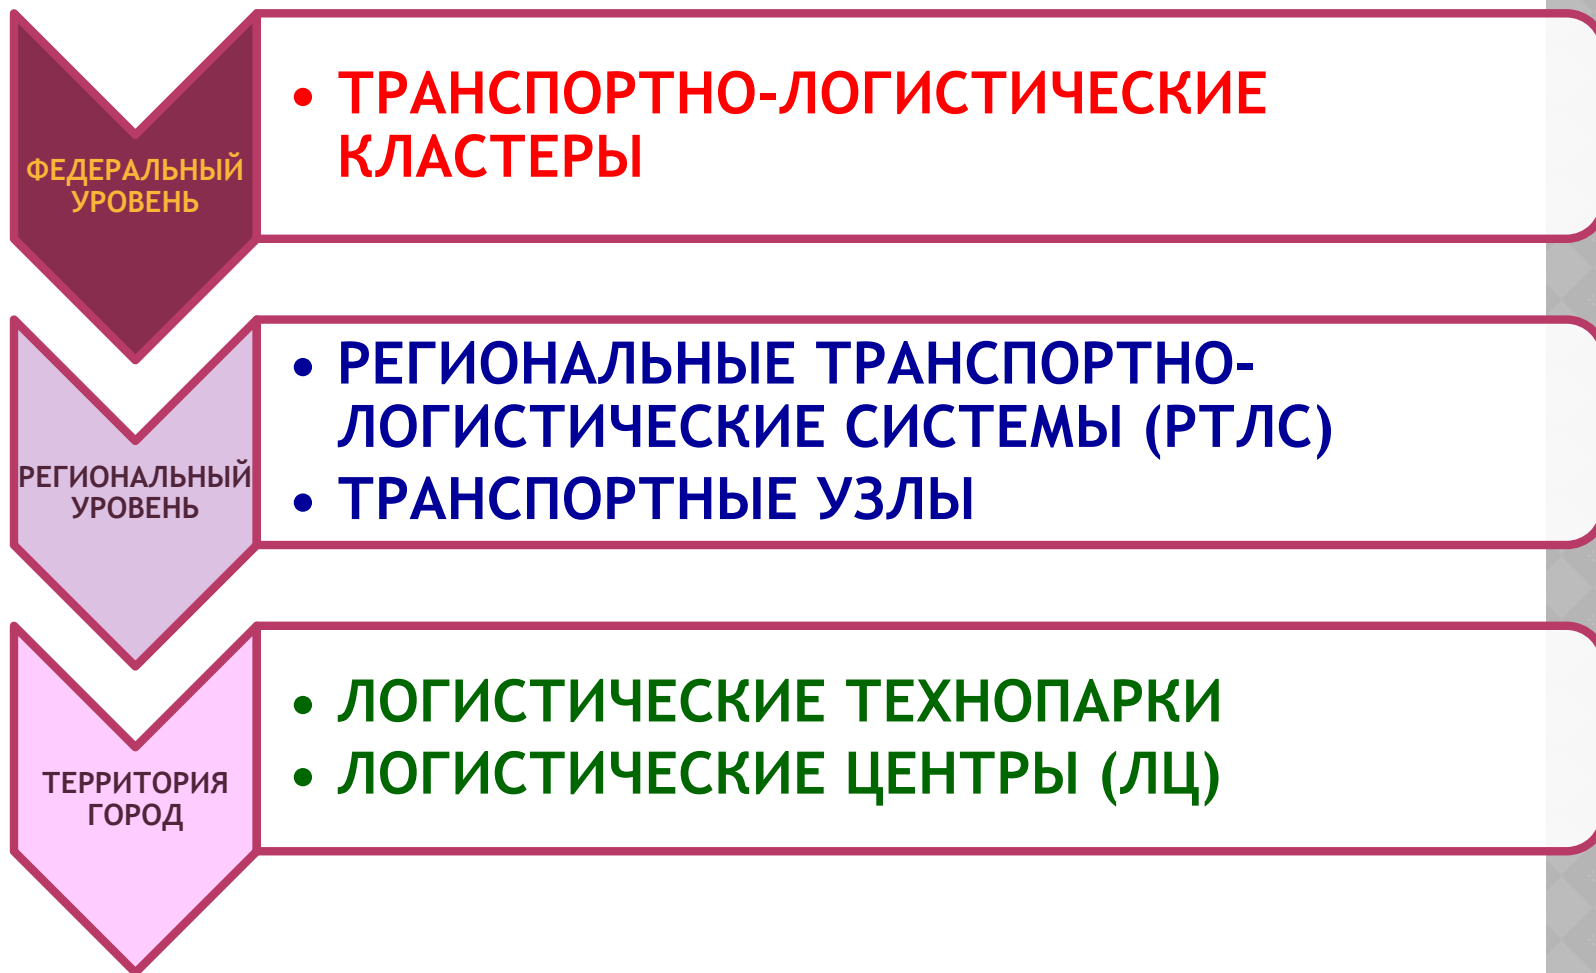 ФЕДЕРАЛЬНЫЙ
УРОВЕНЬ
• ТРАНСПОРТНО-ЛОГИСТИЧЕСКИЕ
КЛАСТЕРЫ
РЕГИОНАЛЬНЫЙ
УРОВЕНЬ
• РЕГИОНАЛЬНЫЕ ТРАНСПОРТНО-
ЛОГИСТИЧЕСКИЕ СИСТЕМЫ (РТЛС)
• ТРАНСПОРТНЫЕ УЗЛЫ
ТЕРРИТОРИЯ
ГОРОД
• ЛОГИСТИЧЕСКИЕ ТЕХНОПАРКИ
• ЛОГИСТИЧЕСКИЕ ЦЕНТРЫ (ЛЦ)